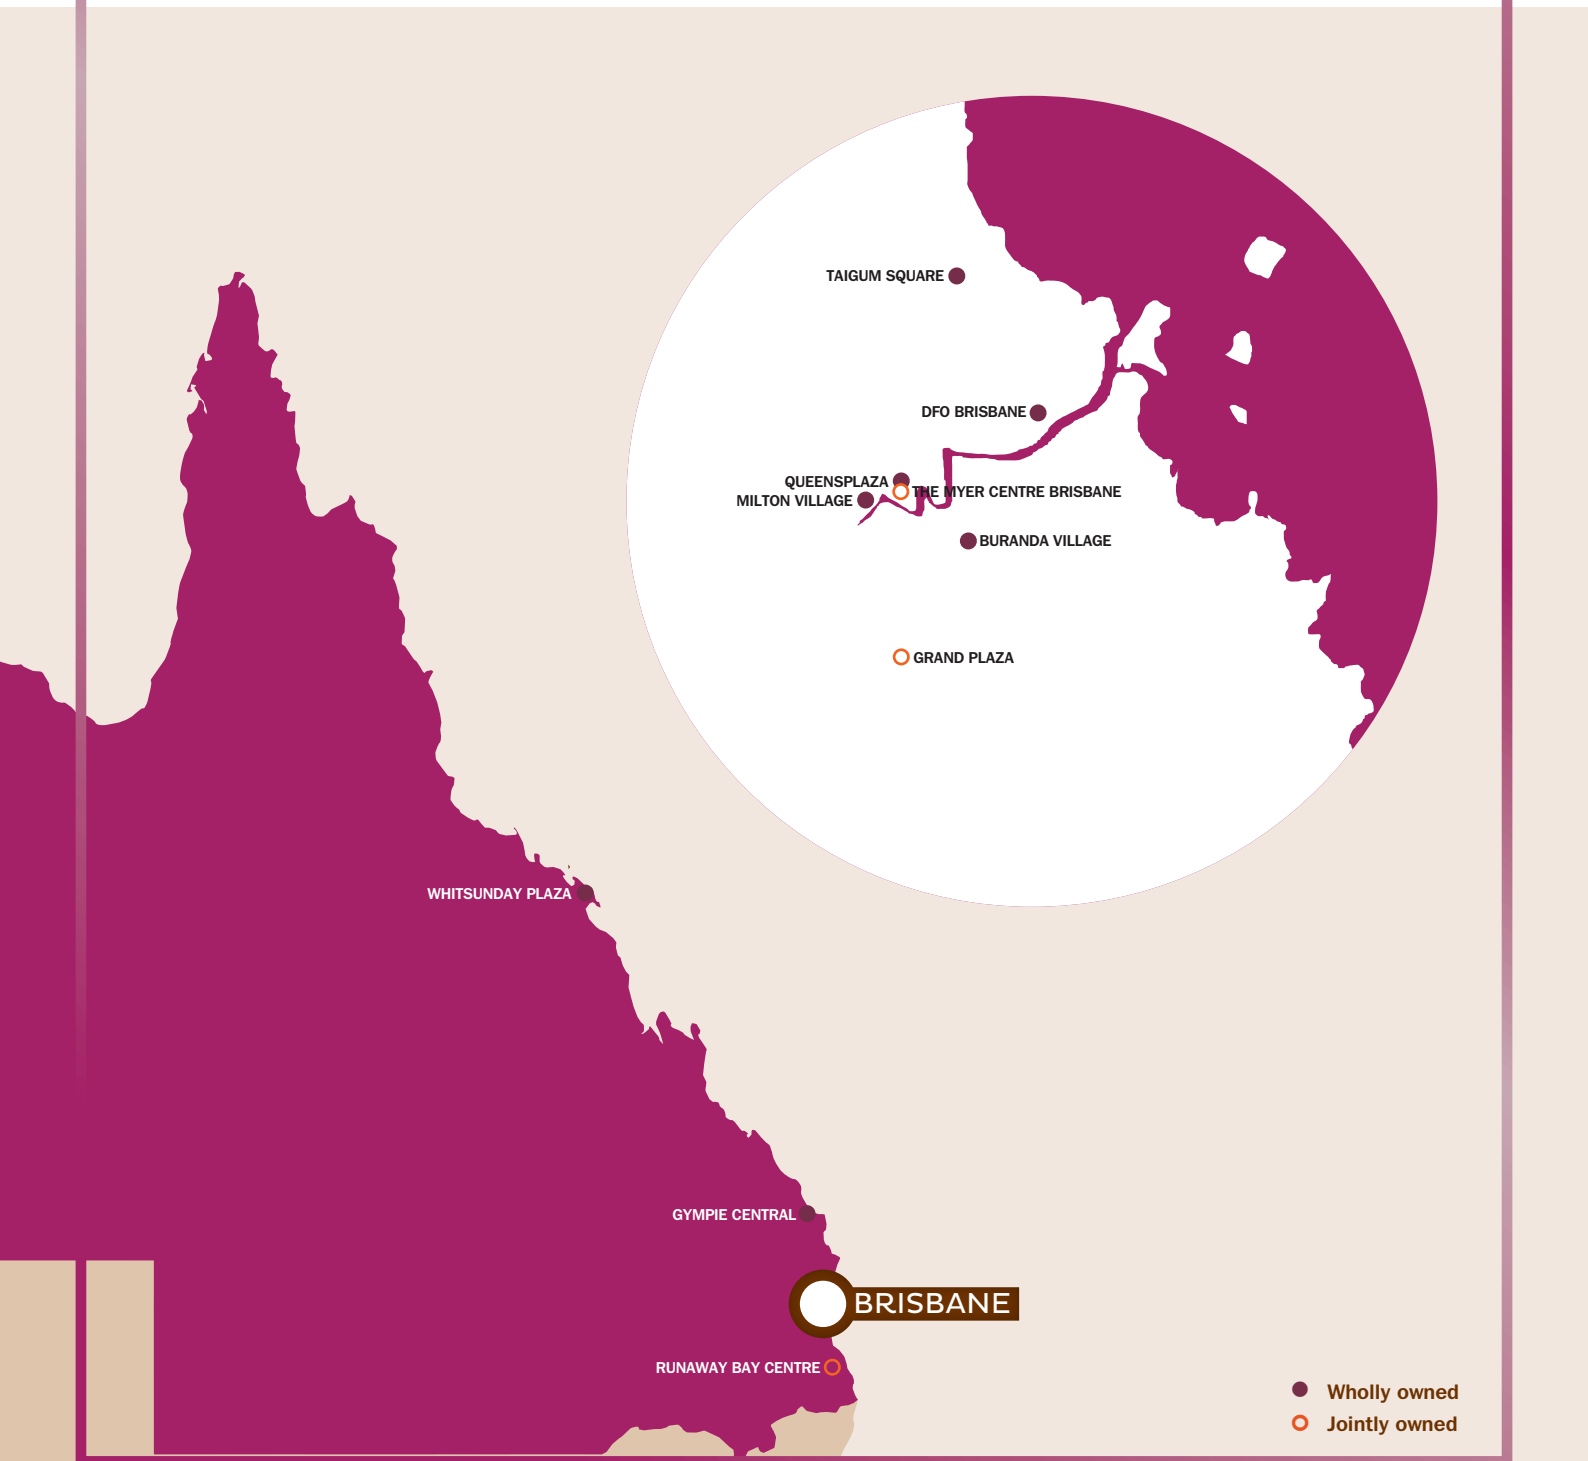 TAIGUM SQUARE
DFO BRISBANE
QUEENSPLAZA
THE MYER CENTRE BRISBANE
MILTON VILLAGE
BURANDA VILLAGE
GRAND PLAZA
WHITSUNDAY PLAZA
GYMPIE CENTRAL
BRISBANE
RUNAWAY BAY CENTRE
Wholly owned
Jointly owned